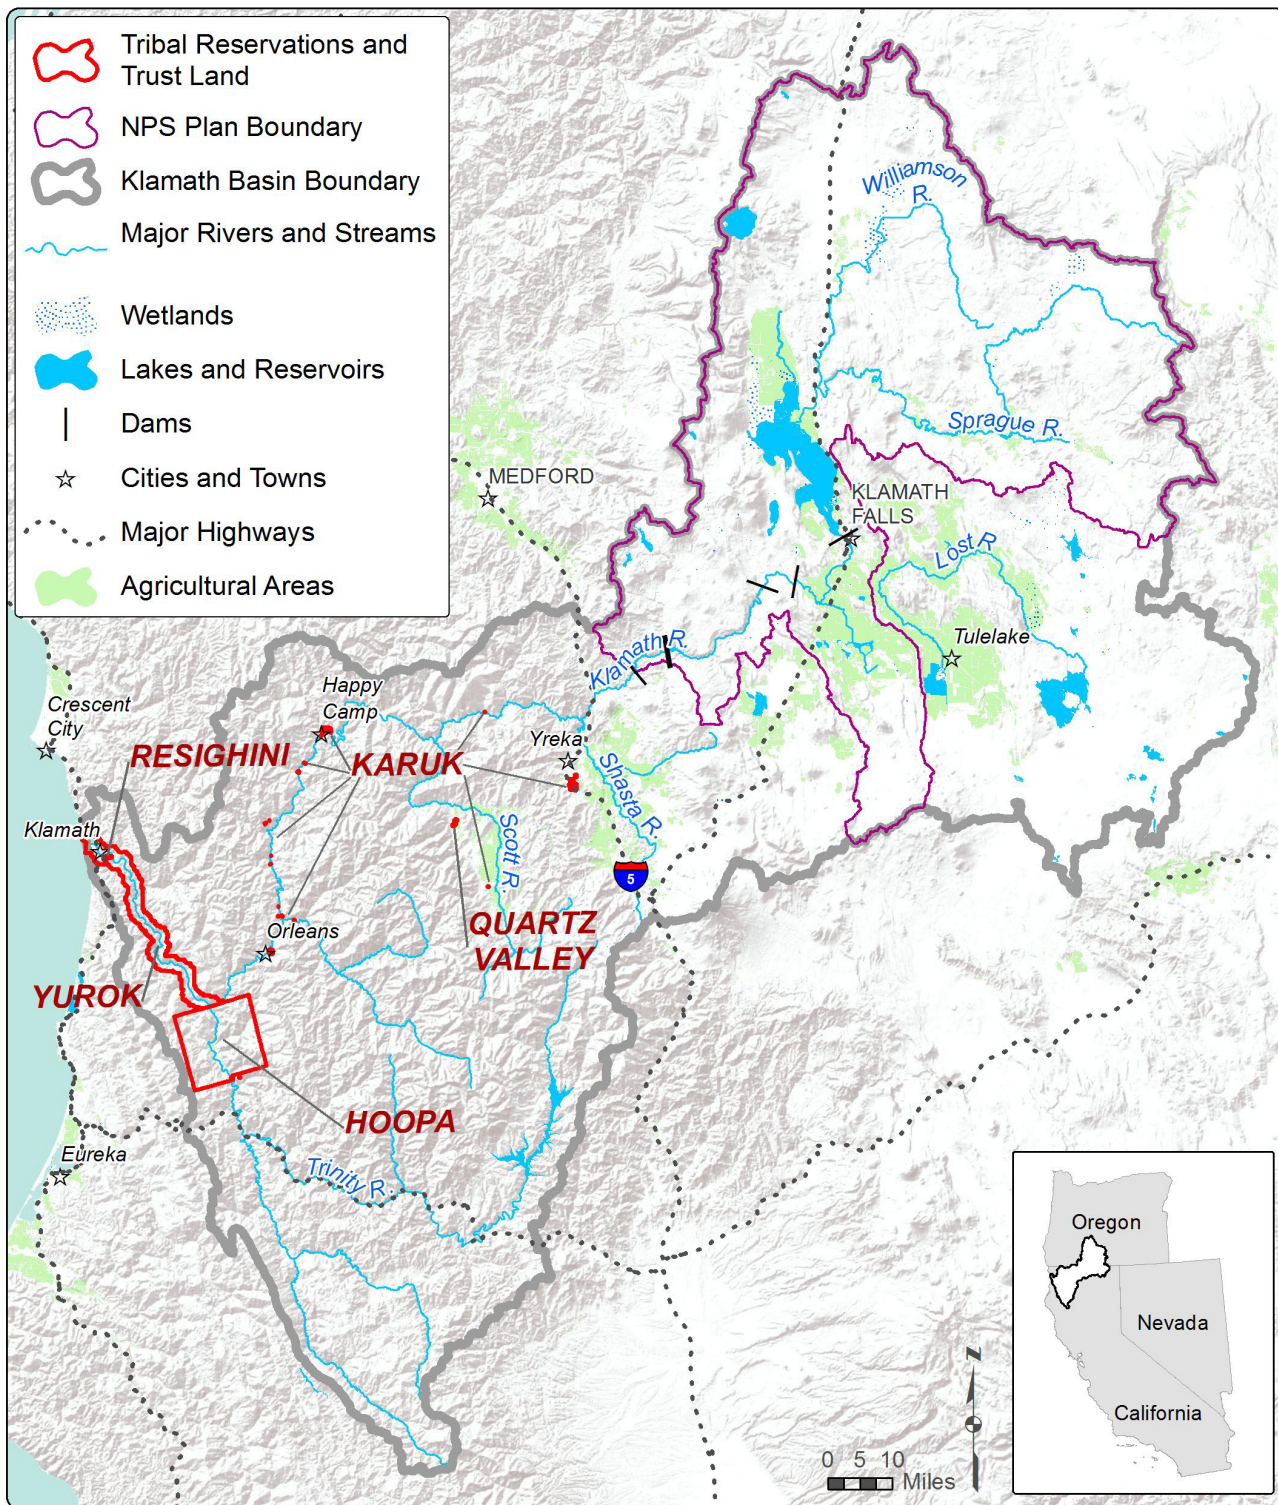 Tribal Reservations and
Trust Land
NPS Plan Boundary
Klamath Basin Boundary
Major Rivers and Streams
Wetlands
Lakes and Reservoirs
Dams
Cities and Towns
Major Highways
Agricultural Areas
Williamson
R.
Sprague R.
MEDFORD
KLAMATH
FALLS
Lost R
Tulelake
Klamath R.
Happy
Camp
Crescent
City
Yreka
RESIGHINI
KARUK
Shasta R.
Klamath
Scott R.
5
QUARTZ
VALLEY
Orleans
YUROK
HOOPA
Eureka
Trinity R.
Oregon
Nevada
California
N
0 5 10
Miles